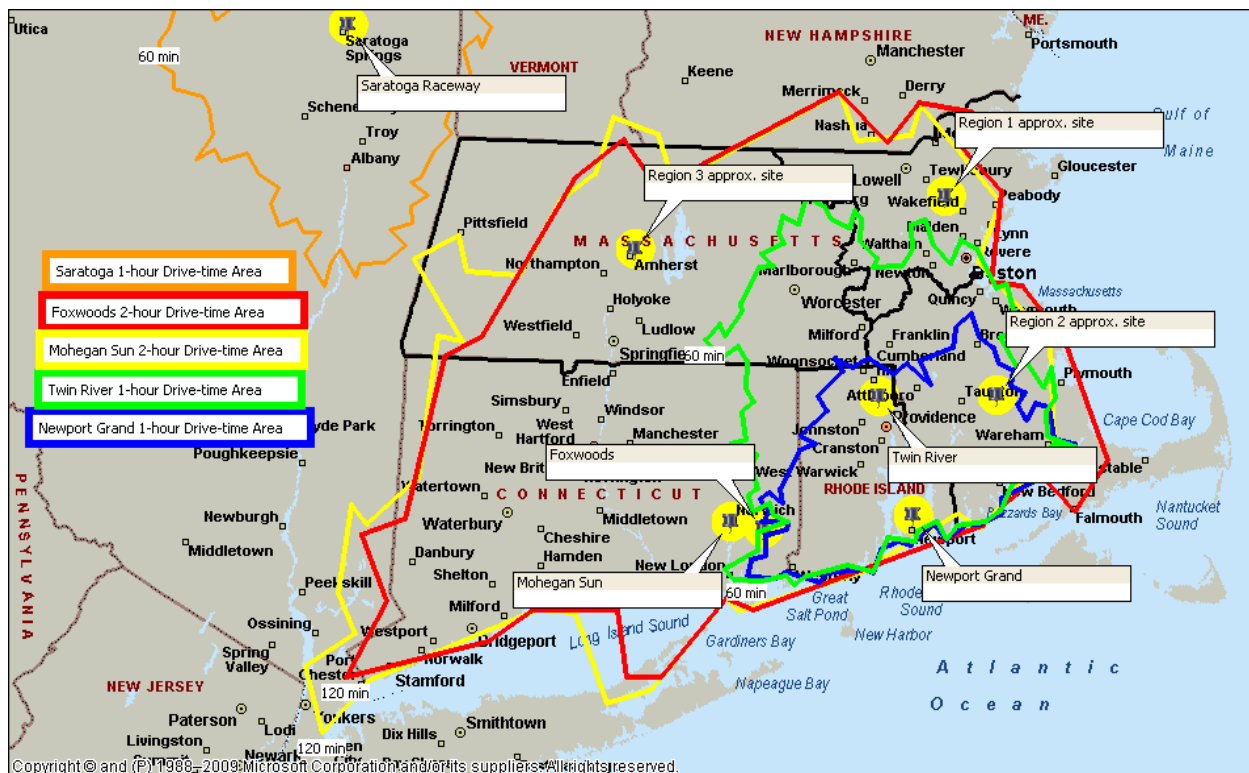 Utica
Saratoga
Springs
60 min
Saratoga Raceway
VERMONT
NEW HAMPSHIRE
ME.
Portsmouth
Manchester
Keene
Merrimack
Derry
Nashua
Region 1 approx. site
Gulf of
Maine
Troy
Albany
Tewksbury
Gloucester
Lowell
Region 3 approx. site
Wakefield
Peabody
Lynn
Pittsfield
MASSACHUSETTS
Waltham
Revere
Northampton
Amherst
Marlborough
Newton
Boston
Saratoga 1-hour Drive-time Area
Foxwoods 2-hour Drive-time Area
Mohegan Sun 2-hour Drive-time Area
Twin River 1-hour Drive-time Area
Newport Grand 1-hour Drive-time Area
Holyoke
Worcester
Quincy
Massachusetts
Westfield
Ludlow
Milford
Franklin
Region 2 approx. site
60 min
Woonsocket
Cumberland
Enfield
Plymouth
Simsbury
Windsor
West
Hartford
Manchester
Attleboro
Providence
Taunton
Cape Cod Bay
Torrington
Johnston
Cranston
Wareham
Poughkeepsie
Foxwoods
West Warwick
Twin River
Watertown
CONNECTICUT
RHODE ISLAND
New Bedford
Norwich
Buzzards Bay
Falmouth
Nantucket
Sound
Newburgh
Waterbury
Middletown
Middletown
Cheshire
Hamden
Newport
Danbury
New London
Westerly
Peekskill
Shelton
Mohegan Sun
Newport Grand
60 min
Great
Salt Pond
Rhode
Sound
Milford
Ossining
Westport
Bridgeport
Long Island Sound
Gardiners Bay
New Harbor
Spring
Valley
Port
Chester
Norwalk
Stamford
Atlantic
Ocean
PENNSYLVANIA
NEW JERSEY
120 min
Napeague Bay
Paterson
Yonkers
Lodi
Smithtown
Dix Hills
Livingston
120 min
Copyright © and (P) 1988–2009 Microsoft Corporation and/or its suppliers. All rights reserved.